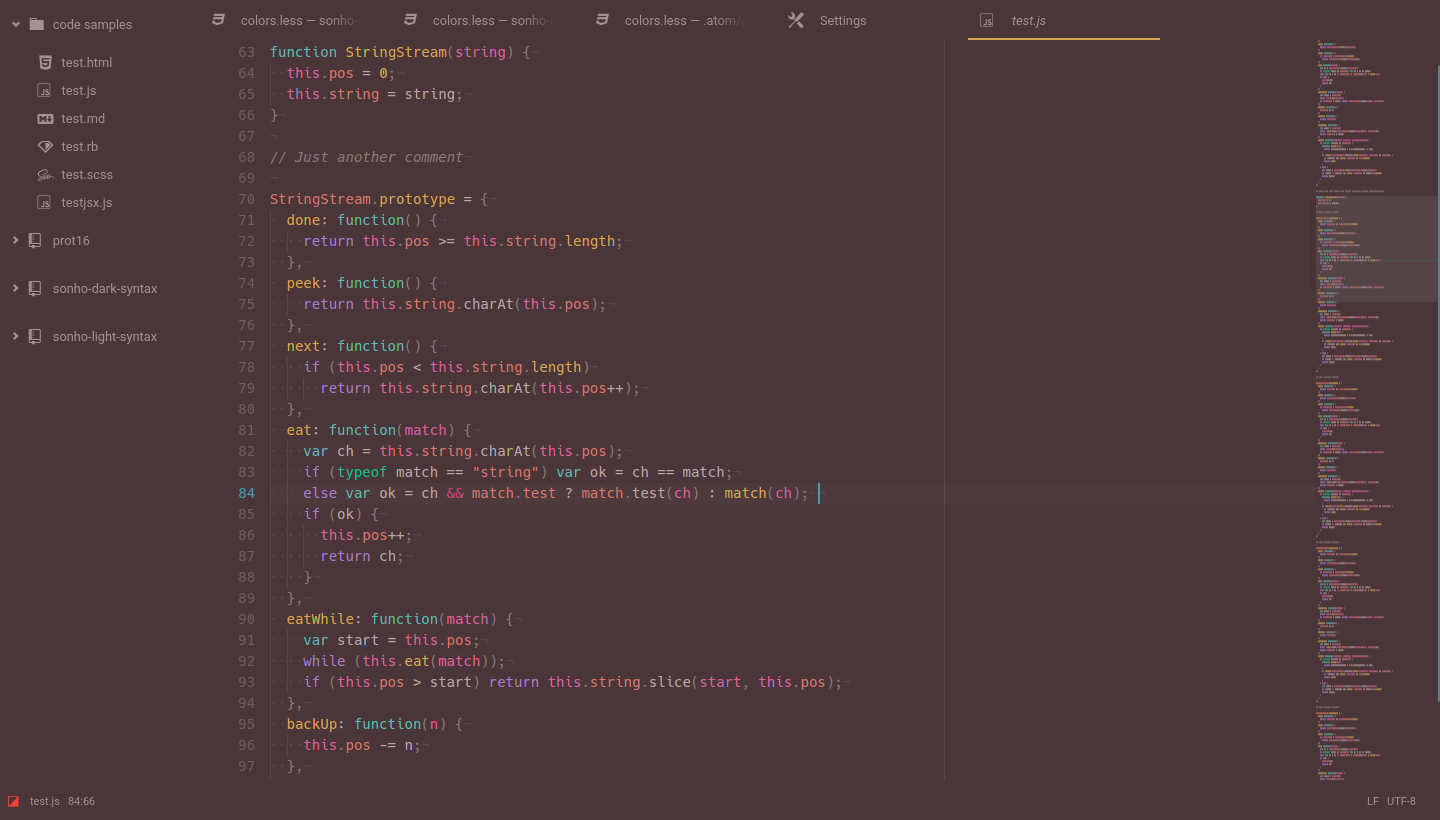 code samples
test.html
test.js
test.md
test.rb
test.scss
testjsx.js
prot16
sonho-dark-syntax
sonho-light-syntax
colors.less — sonho-
colors.less — sonho-
colors.less — .atom/
Settings
test.js
63 function StringStream(string) {¬
64 ··this.pos = 0;¬
65 ··this.string = string;¬
66 }¬
67 ¬
68 // Just another comment¬
69 ¬
70 StringStream.prototype = {¬
71 ··done: function() {¬
72 ····return this.pos >= this.string.length;¬
73 ··},¬
74 ··peek: function() {¬
75 ····return this.string.charAt(this.pos);¬
76 ··},¬
77 ··next: function() {¬
78 ····if (this.pos < this.string.length)¬
79 ······return this.string.charAt(this.pos++);¬
80 ··},¬
81 ··eat: function(match) {¬
82 ····var ch = this.string.charAt(this.pos);¬
83 ····if (typeof match == "string") var ok = ch == match;¬
84 ····else var ok = ch && match.test ? match.test(ch) : match(ch);·¬
85 ····if (ok) {¬
86 ······this.pos++;¬
87 ······return ch;¬
88 ····}¬
89 ··},¬
90 ··eatWhile: function(match) {¬
91 ····var start = this.pos;¬
92 ····while (this.eat(match));¬
93 ····if (this.pos > start) return this.string.slice(start, this.pos);¬
94 ··},¬
95 ··backUp: function(n) {¬
96 ····this.pos -= n;¬
97 ··},¬
test.js 84:66
LF UTF-8